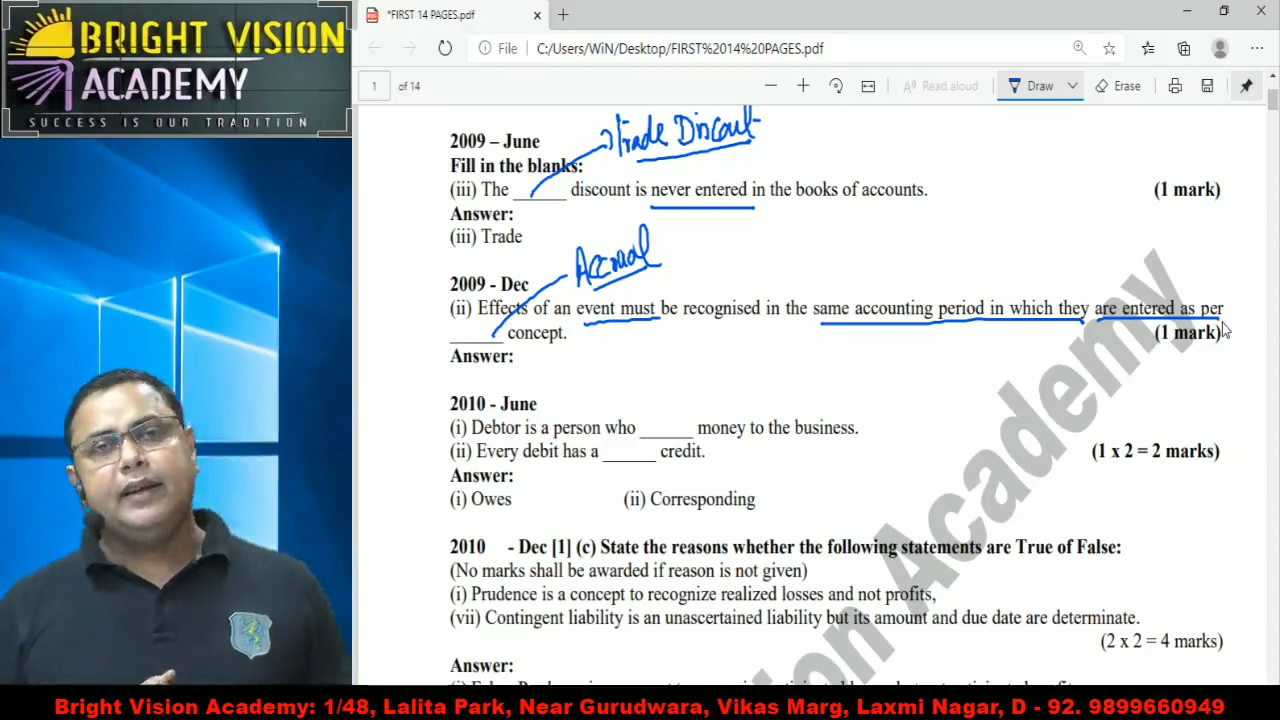 BRIGHT VISION
ACADEMY
SUCCESS IS OUR TRADITION
*FIRST 14 PAGES.pdf
File C:/Users/WiN/Desktop/FIRST%2014%20PAGES.pdf
1 of 14
Read aloud Draw Erase
Trade Discount
2009 – June
Fill in the blanks:
(iii) The ______ discount is never entered in the books of accounts. (1 mark)
Answer:
(iii) Trade
Accrual
2009 - Dec
(ii) Effects of an event must be recognised in the same accounting period in which they are entered as per
______ concept. (1 mark)
Answer:
2010 - June
(i) Debtor is a person who ______ money to the business.
(ii) Every debit has a ______ credit. (1 x 2 = 2 marks)
Answer:
(i) Owes (ii) Corresponding
2010 - Dec [1] (c) State the reasons whether the following statements are True of False:
(No marks shall be awarded if reason is not given)
(i) Prudence is a concept to recognize realized losses and not profits,
(vii) Contingent liability is an unascertained liability but its amount and due date are determinate.
(2 x 2 = 4 marks)
Answer:
ion Academy
Bright Vision Academy: 1/48, Lalita Park, Near Gurudwara, Vikas Marg, Laxmi Nagar, D - 92. 9899660949